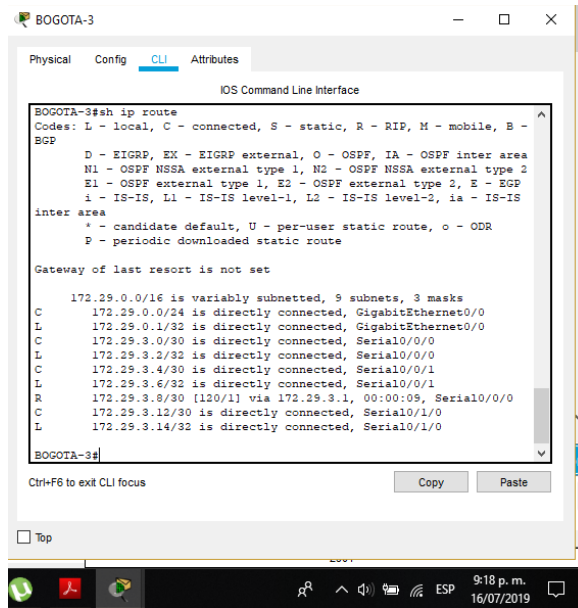 BOGOTA-3
Physical Config CLI Attributes
IOS Command Line Interface
BOGOTA-3#sh ip route
Codes: L - local, C - connected, S - static, R - RIP, M - mobile, B -
BGP
D - EIGRP, EX - EIGRP external, O - OSPF, IA - OSPF inter area
N1 - OSPF NSSA external type 1, N2 - OSPF NSSA external type 2
E1 - OSPF external type 1, E2 - OSPF external type 2, E - EGP
i - IS-IS, L1 - IS-IS level-1, L2 - IS-IS level-2, ia - IS-IS
inter area
* - candidate default, U - per-user static route, o - ODR
P - periodic downloaded static route
Gateway of last resort is not set
172.29.0.0/16 is variably subnetted, 9 subnets, 3 masks
C 172.29.0.0/24 is directly connected, GigabitEthernet0/0
L 172.29.0.1/32 is directly connected, GigabitEthernet0/0
C 172.29.3.0/30 is directly connected, Serial0/0/0
L 172.29.3.2/32 is directly connected, Serial0/0/0
C 172.29.3.4/30 is directly connected, Serial0/0/1
L 172.29.3.6/32 is directly connected, Serial0/0/1
R 172.29.3.8/30 [120/1] via 172.29.3.1, 00:00:09, Serial0/0/0
C 172.29.3.12/30 is directly connected, Serial0/1/0
L 172.29.3.14/32 is directly connected, Serial0/1/0
BOGOTA-3#
Ctrl+F6 to exit CLI focus
Copy Paste
Top
ESP
9:18 p. m.
16/07/2019